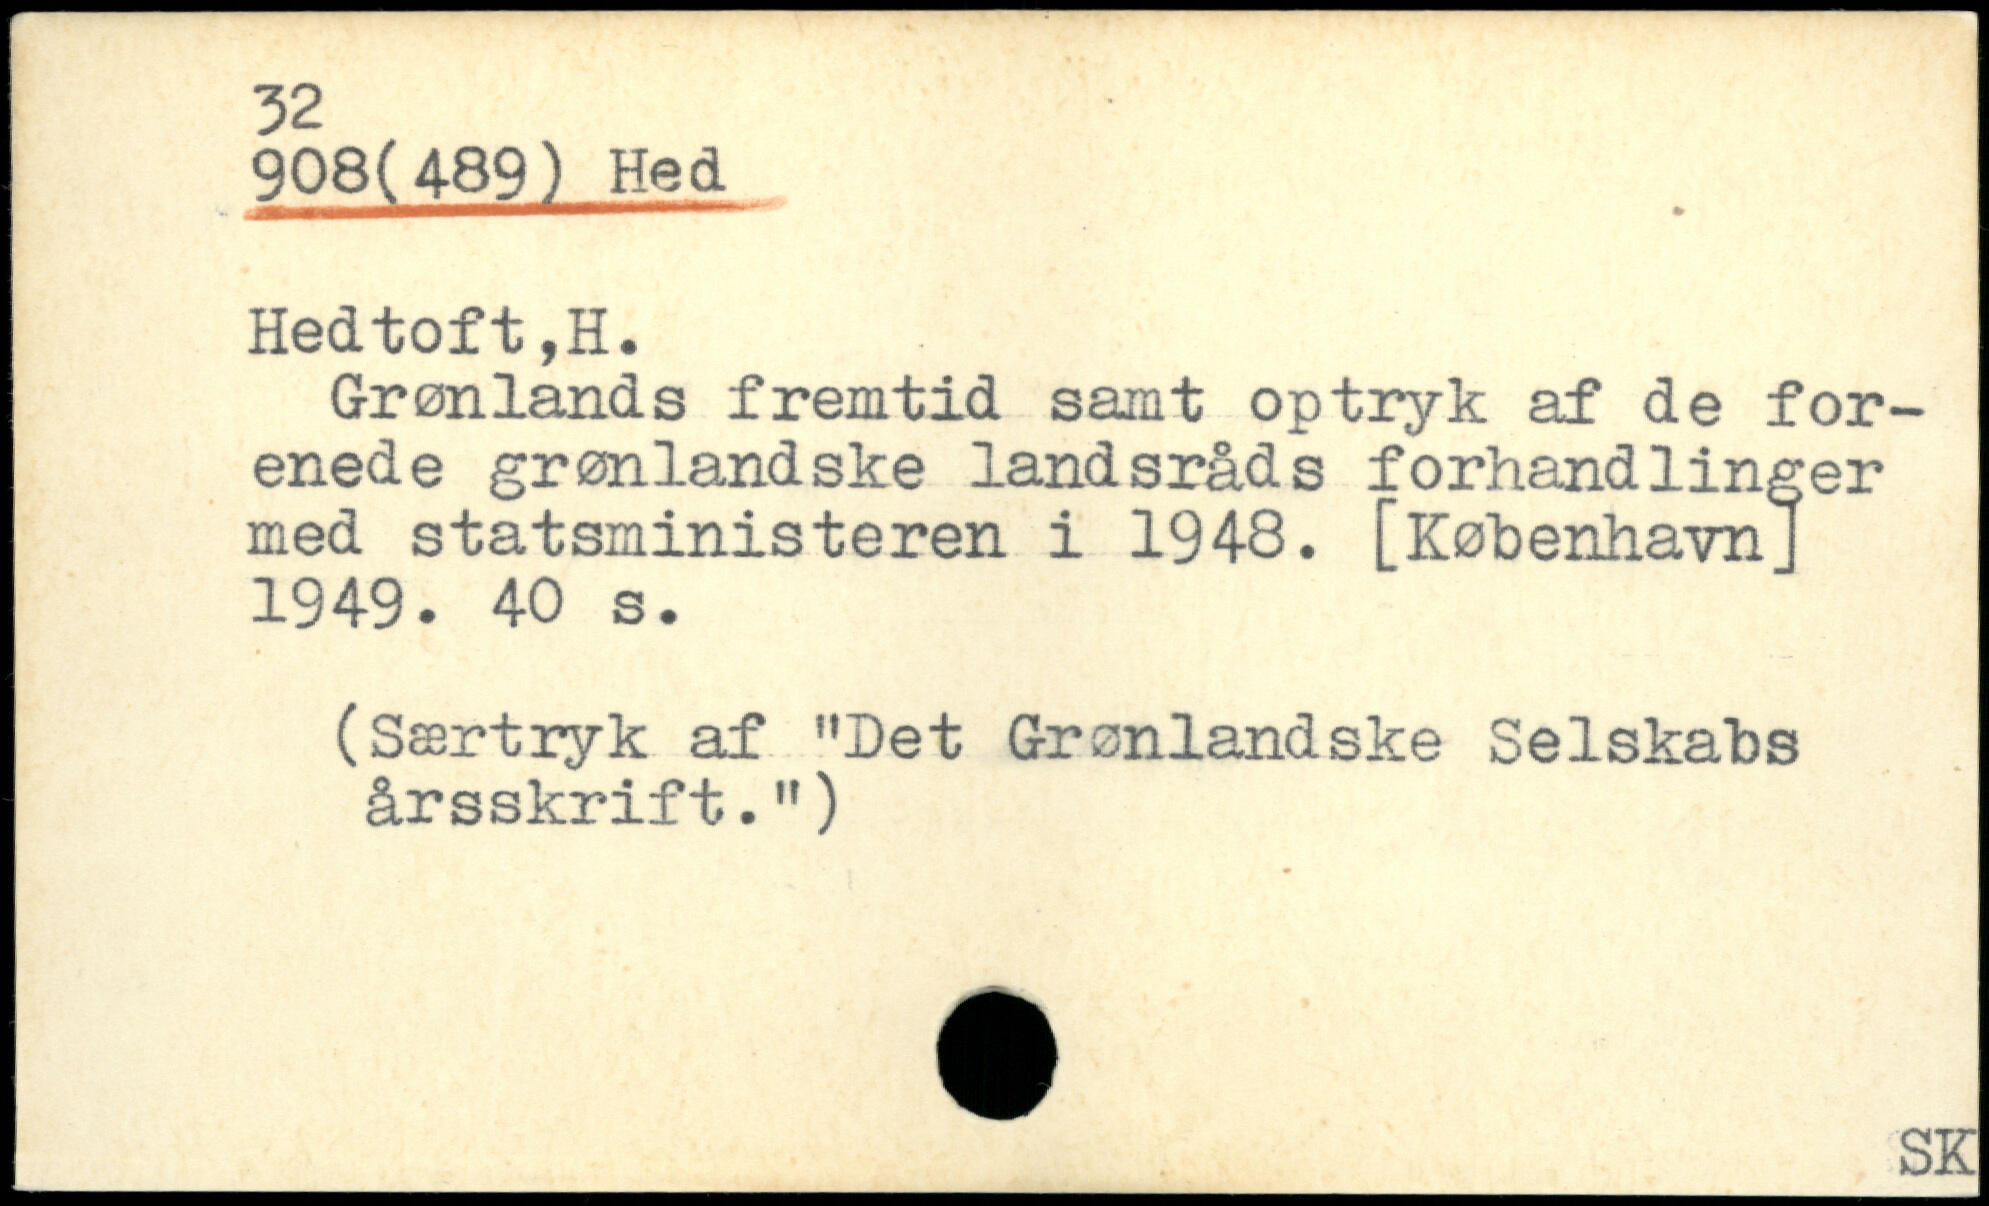 32
908(489) Hed
Hedtoft,H.
Grønlands fremtid samt optryk af de for-
enede grønlandske landsråds forhandlinger
med statsministeren i 1948. [København]
1949. 40 s.
(Særtryk af "Det Grønlandske Selskabs
årsskrift.")
SK